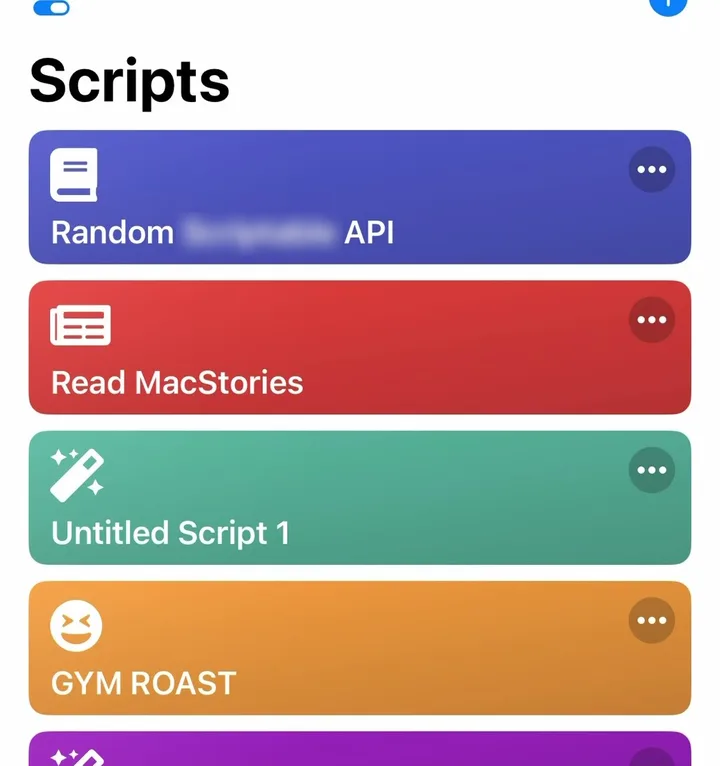 Scripts
Random API
Read MacStories
Untitled Script 1
GYM ROAST